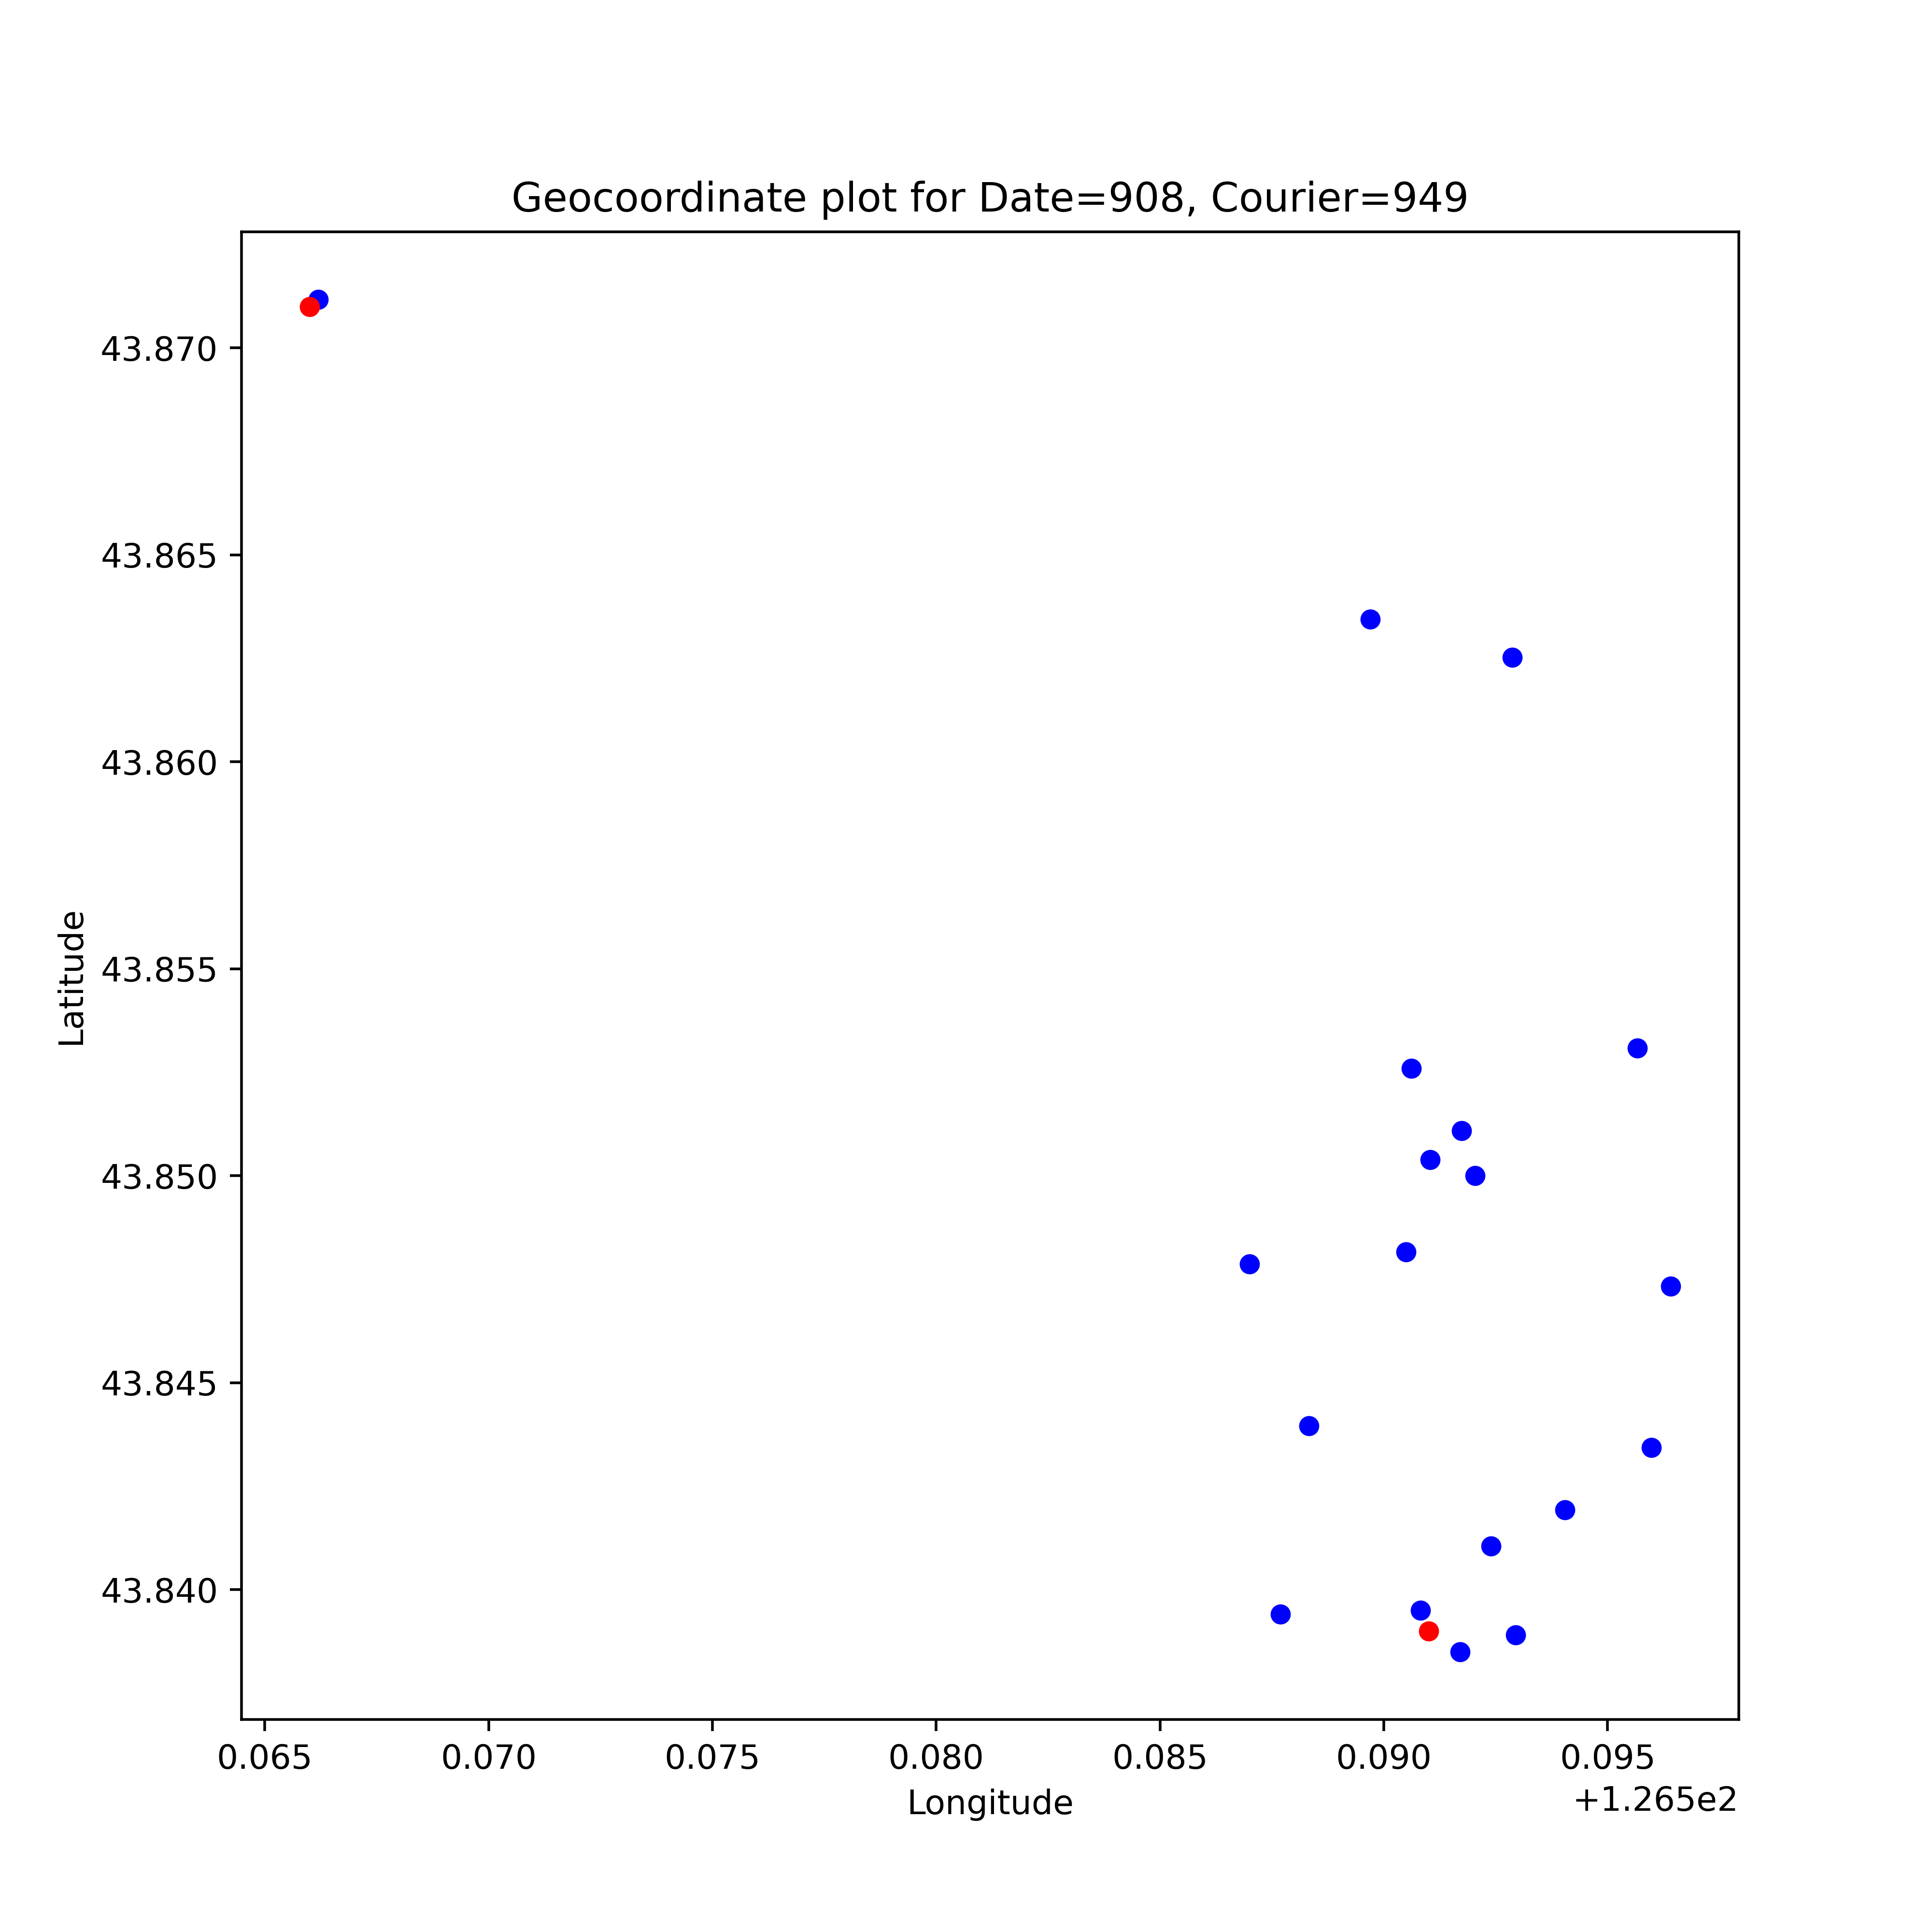 Geocoordinate plot for Date=908, Courier=949
43.870
43.865
43.860
43.855
43.850
43.845
43.840
Latitude
0.065 0.070 0.075 0.080 0.085 0.090 0.095
+1.265e2
Longitude